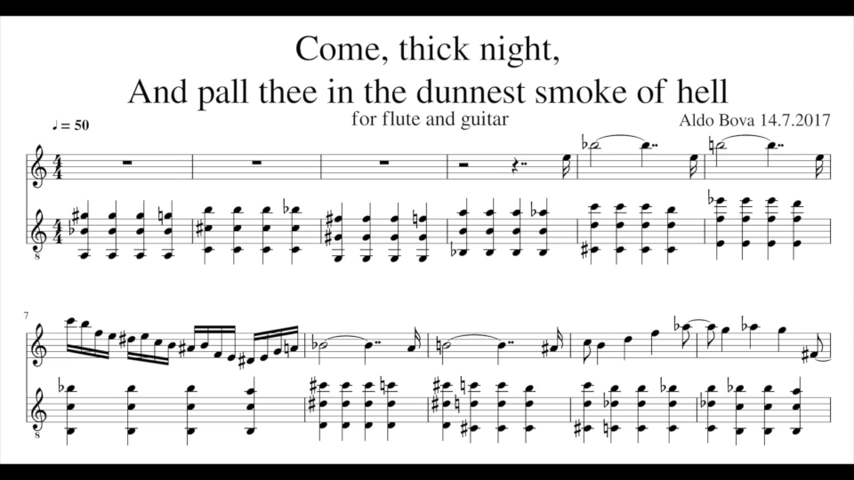 Come, thick night,
And pall thee in the dunnest smoke of hell
for flute and guitar
♩ = 50
Aldo Bova 14.7.2017
7